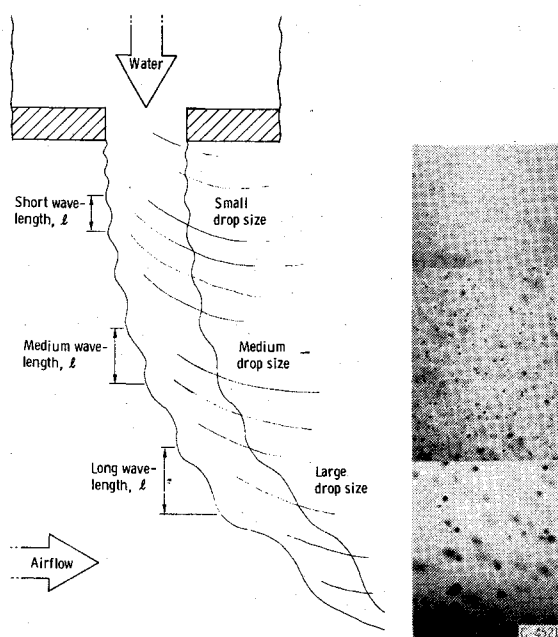 Water
Short wave-
length, ℓ
Small
drop size
Medium wave-
length, ℓ
Medium
drop size
Long wave-
length, ℓ
Large
drop size
Airflow